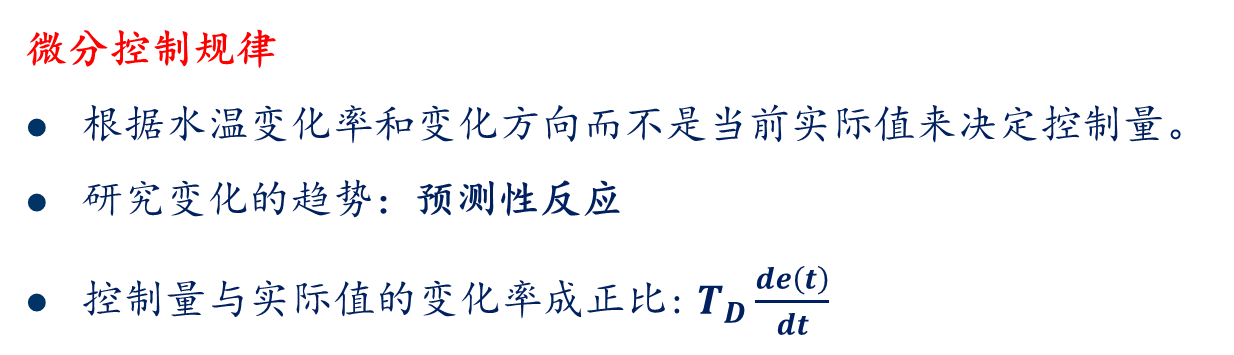 微分控制规律
● 根据水温变化率和变化方向而不是当前实际值来决定控制量。
● 研究变化的趋势：预测性反应
● 控制量与实际值的变化率成正比: $T_D \frac{de(t)}{dt}$